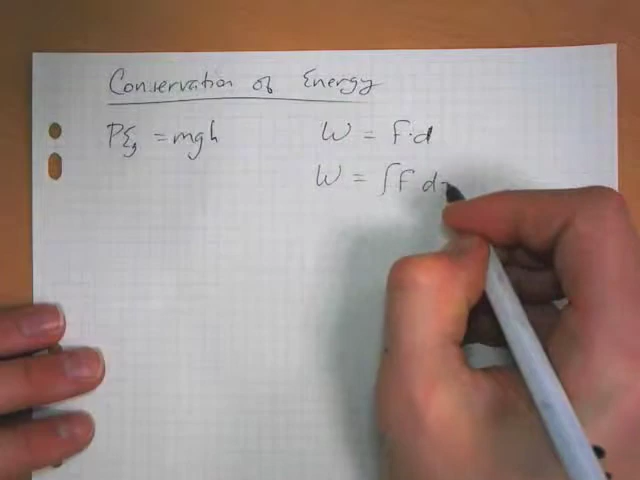 Conservation of Energy
PEg = mgh
W = F·d
W = ∫F d